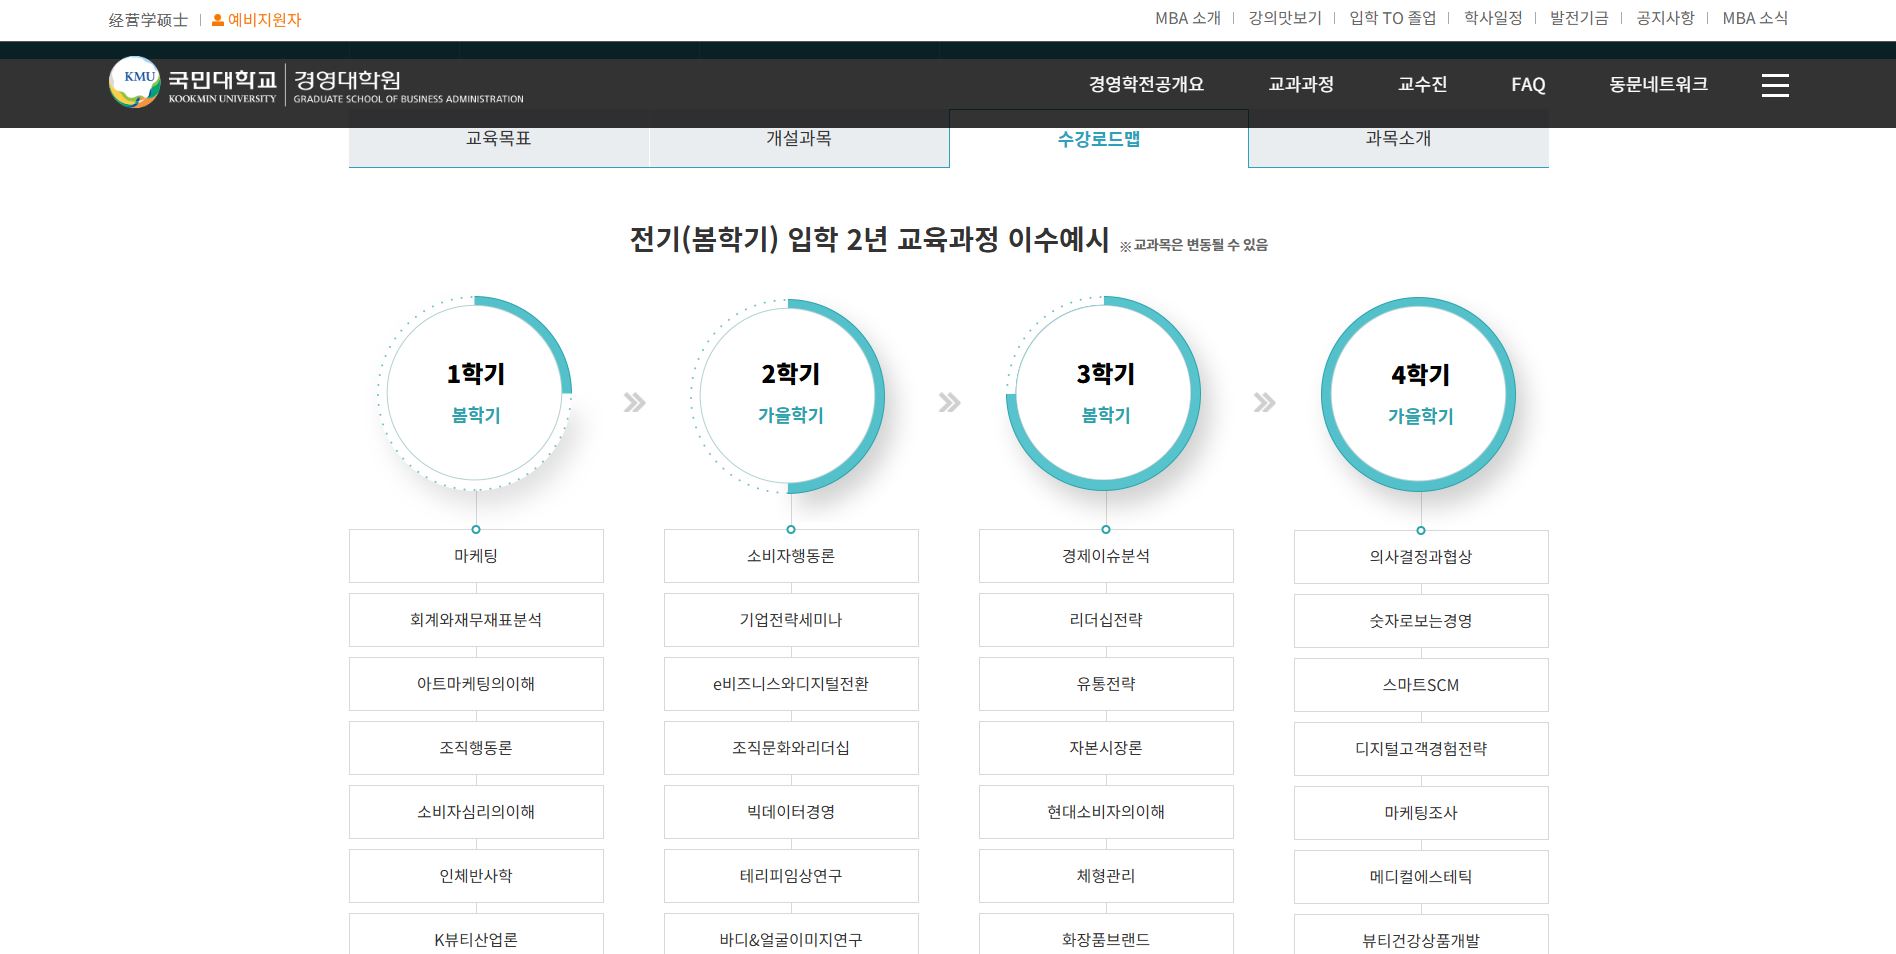 经营学硕士 예비지원자 MBA 소개 강의맛보기 입학 TO 졸업 학사일정 발전기금 공지사항 MBA 소식
KMU 국민대학교 KOOKMIN UNIVERSITY 경영대학원 GRADUATE SCHOOL OF BUSINESS ADMINISTRATION
경영학전공개요 교과과정 교수진 FAQ 동문네트워크
교육목표 개설과목 수강로드맵 과목소개
전기(봄학기) 입학 2년 교육과정 이수예시 ※ 교과목은 변동될 수 있음
1학기 2학기 3학기 4학기
봄학기 가을학기 봄학기 가을학기
마케팅 소비자행동론 경제이슈분석 의사결정과협상
회계와재무재표분석 기업전략세미나 리더십전략 숫자로보는경영
아트마케팅의이해 e비즈니스와디지털전환 유통전략 스마트SCM
조직행동론 조직문화와리더십 자본시장론 디지털고객경험전략
소비자심리의이해 빅데이터경영 현대소비자의이해 마케팅조사
인체반사학 테리피임상연구 체형관리 메디컬에스테틱
K뷰티산업론 바디&얼굴이미지연구 화장품브랜드 뷰티건강상품개발